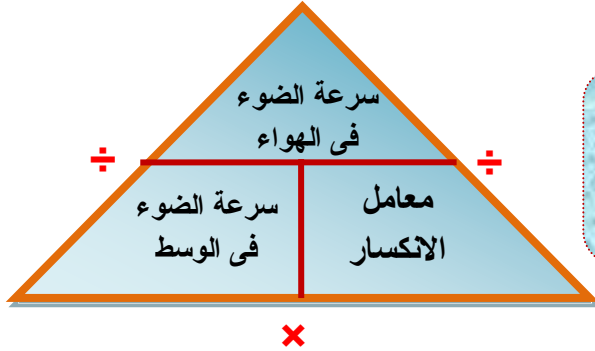 سرعة الضوء
فى الهواء
÷
÷
معامل
الانكسار
سرعة الضوء
فى الوسط
×